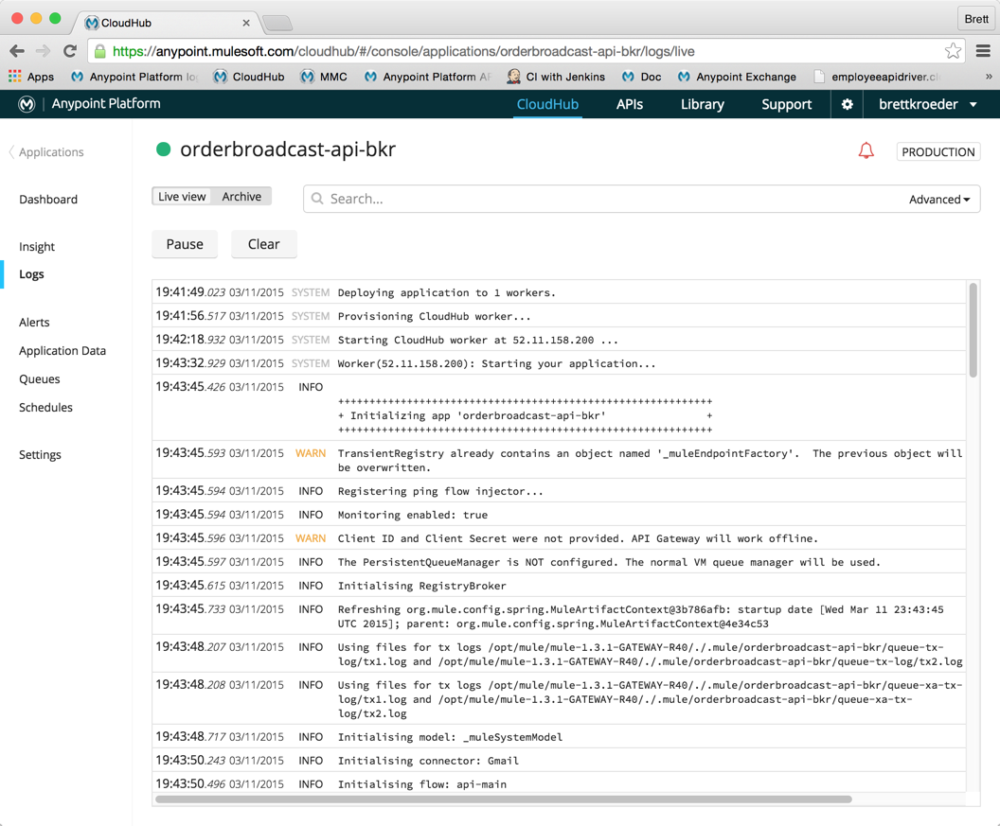 CloudHub
Brett
https://anypoint.mulesoft.com/cloudhub/#/console/applications/orderbroadcast-api-bkr/logs/live
Apps Anypoint Platform CloudHub MMC Anypoint Platform CI with Jenkins Doc Anypoint Exchange employeeapidriver.cl »
Anypoint Platform CloudHub APIs Library Support brettkroeder
Applications
orderbroadcast-api-bkr
PRODUCTION
Dashboard
Insight
Logs
Alerts
Application Data
Queues
Schedules
Settings
Live view Archive
Search... Advanced
Pause Clear
19:41:49.023 03/11/2015 SYSTEM Deploying application to 1 workers.
19:41:56.517 03/11/2015 SYSTEM Provisioning CloudHub worker...
19:42:18.932 03/11/2015 SYSTEM Starting CloudHub worker at 52.11.158.200 ...
19:43:32.929 03/11/2015 SYSTEM Worker(52.11.158.200): Starting your application...
19:43:45.426 03/11/2015 INFO
++++++++++++++++++++++++++++++++++++++++++++++++++++++++++++
+ Initializing app 'orderbroadcast-api-bkr' +
++++++++++++++++++++++++++++++++++++++++++++++++++++++++++++
19:43:45.593 03/11/2015 WARN TransientRegistry already contains an object named '_muleEndpointFactory'. The previous object will
be overwritten.
19:43:45.594 03/11/2015 INFO Registering ping flow injector...
19:43:45.594 03/11/2015 INFO Monitoring enabled: true
19:43:45.596 03/11/2015 WARN Client ID and Client Secret were not provided. API Gateway will work offline.
19:43:45.597 03/11/2015 INFO The PersistentQueueManager is NOT configured. The normal VM queue manager will be used.
19:43:45.615 03/11/2015 INFO Initialising RegistryBroker
19:43:45.733 03/11/2015 INFO Refreshing org.mule.config.spring.MuleArtifactContext@3b786afb: startup date [Wed Mar 11 23:43:45
UTC 2015]; parent: org.mule.config.spring.MuleArtifactContext@4e34c53
19:43:48.207 03/11/2015 INFO Using files for tx logs /opt/mule/mule-1.3.1-GATEWAY-R40/./.mule/orderbroadcast-api-bkr/queue-tx-
log/tx1.log and /opt/mule/mule-1.3.1-GATEWAY-R40/./.mule/orderbroadcast-api-bkr/queue-tx-log/tx2.log
19:43:48.208 03/11/2015 INFO Using files for tx logs /opt/mule/mule-1.3.1-GATEWAY-R40/./.mule/orderbroadcast-api-bkr/queue-xa-tx-
log/tx1.log and /opt/mule/mule-1.3.1-GATEWAY-R40/./.mule/orderbroadcast-api-bkr/queue-xa-tx-
log/tx2.log
19:43:48.717 03/11/2015 INFO Initialising model: _muleSystemModel
19:43:50.243 03/11/2015 INFO Initialising connector: Gmail
19:43:50.496 03/11/2015 INFO Initialising flow: api-main